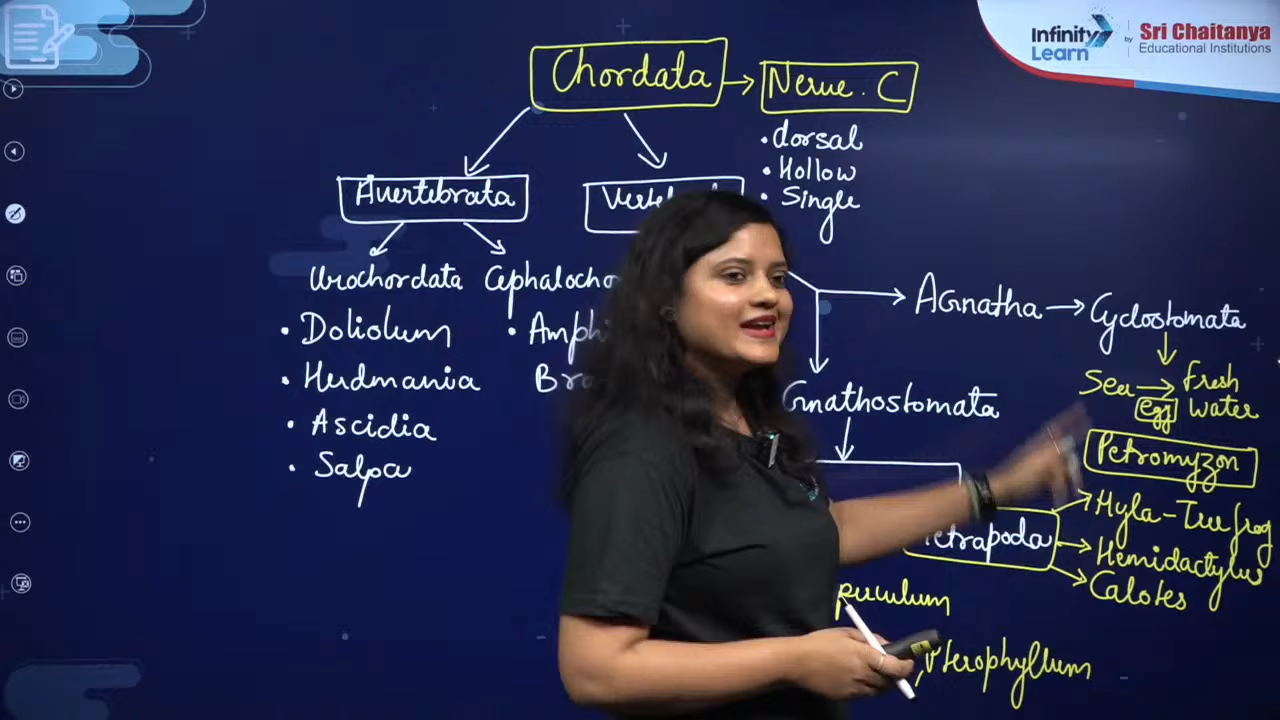 Infinity Learn by Sri Chaitanya
Educational Institutions
Chordata
Nerve. C
dorsal
Hollow
Single
Avertebrata
Urochordata
Doliolum
Herdmania
Ascidia
Salpa
Agnatha
Cyclostomata
Sea
fresh
water
eg;
Petromyzon
Gnathostomata
Hyla-Tree frog
Hemidactylus
Calotes